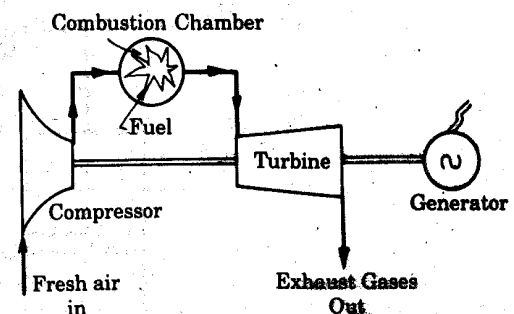 Combustion Chamber
Fuel
Turbine
Compressor
Generator
Fresh air
in
Exhaust Gases
Out